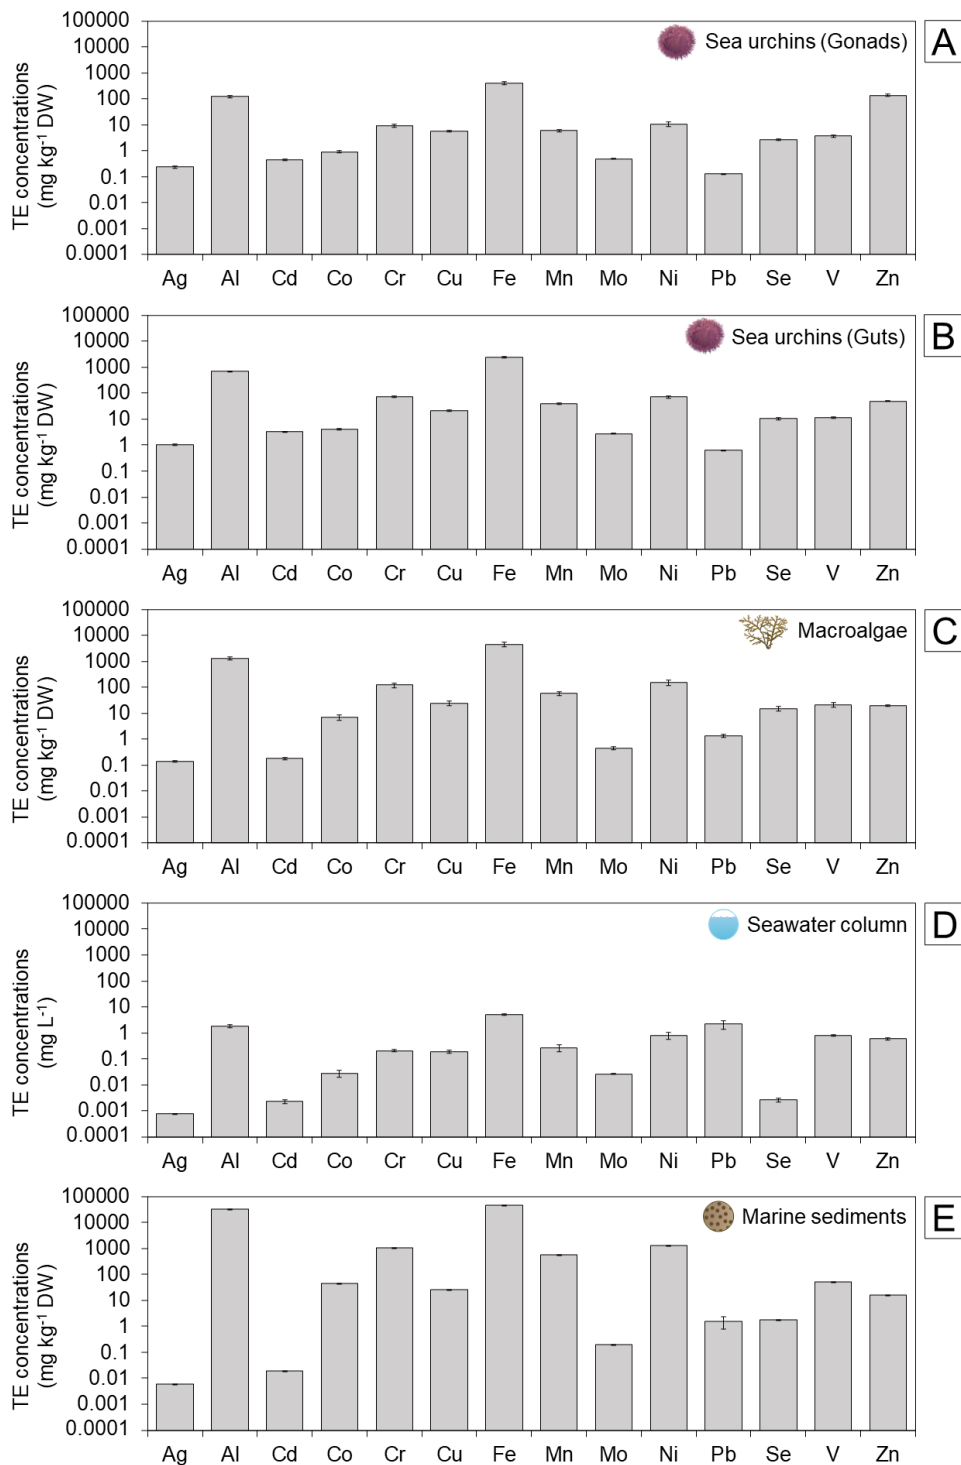 Sea urchins (Gonads)
A
TE concentrations
(mg kg⁻¹ DW)
100000
10000
1000
100
10
1
0.1
0.01
0.001
0.0001
Ag Al Cd Co Cr Cu Fe Mn Mo Ni Pb Se V Zn
Sea urchins (Guts)
B
TE concentrations
(mg kg⁻¹ DW)
100000
10000
1000
100
10
1
0.1
0.01
0.001
0.0001
Ag Al Cd Co Cr Cu Fe Mn Mo Ni Pb Se V Zn
Macroalgae
C
TE concentrations
(mg kg⁻¹ DW)
100000
10000
1000
100
10
1
0.1
0.01
0.001
0.0001
Ag Al Cd Co Cr Cu Fe Mn Mo Ni Pb Se V Zn
Seawater column
D
TE concentrations
(mg L⁻¹)
100000
10000
1000
100
10
1
0.1
0.01
0.001
0.0001
Ag Al Cd Co Cr Cu Fe Mn Mo Ni Pb Se V Zn
Marine sediments
E
TE concentrations
(mg kg⁻¹ DW)
100000
10000
1000
100
10
1
0.1
0.01
0.001
0.0001
Ag Al Cd Co Cr Cu Fe Mn Mo Ni Pb Se V Zn